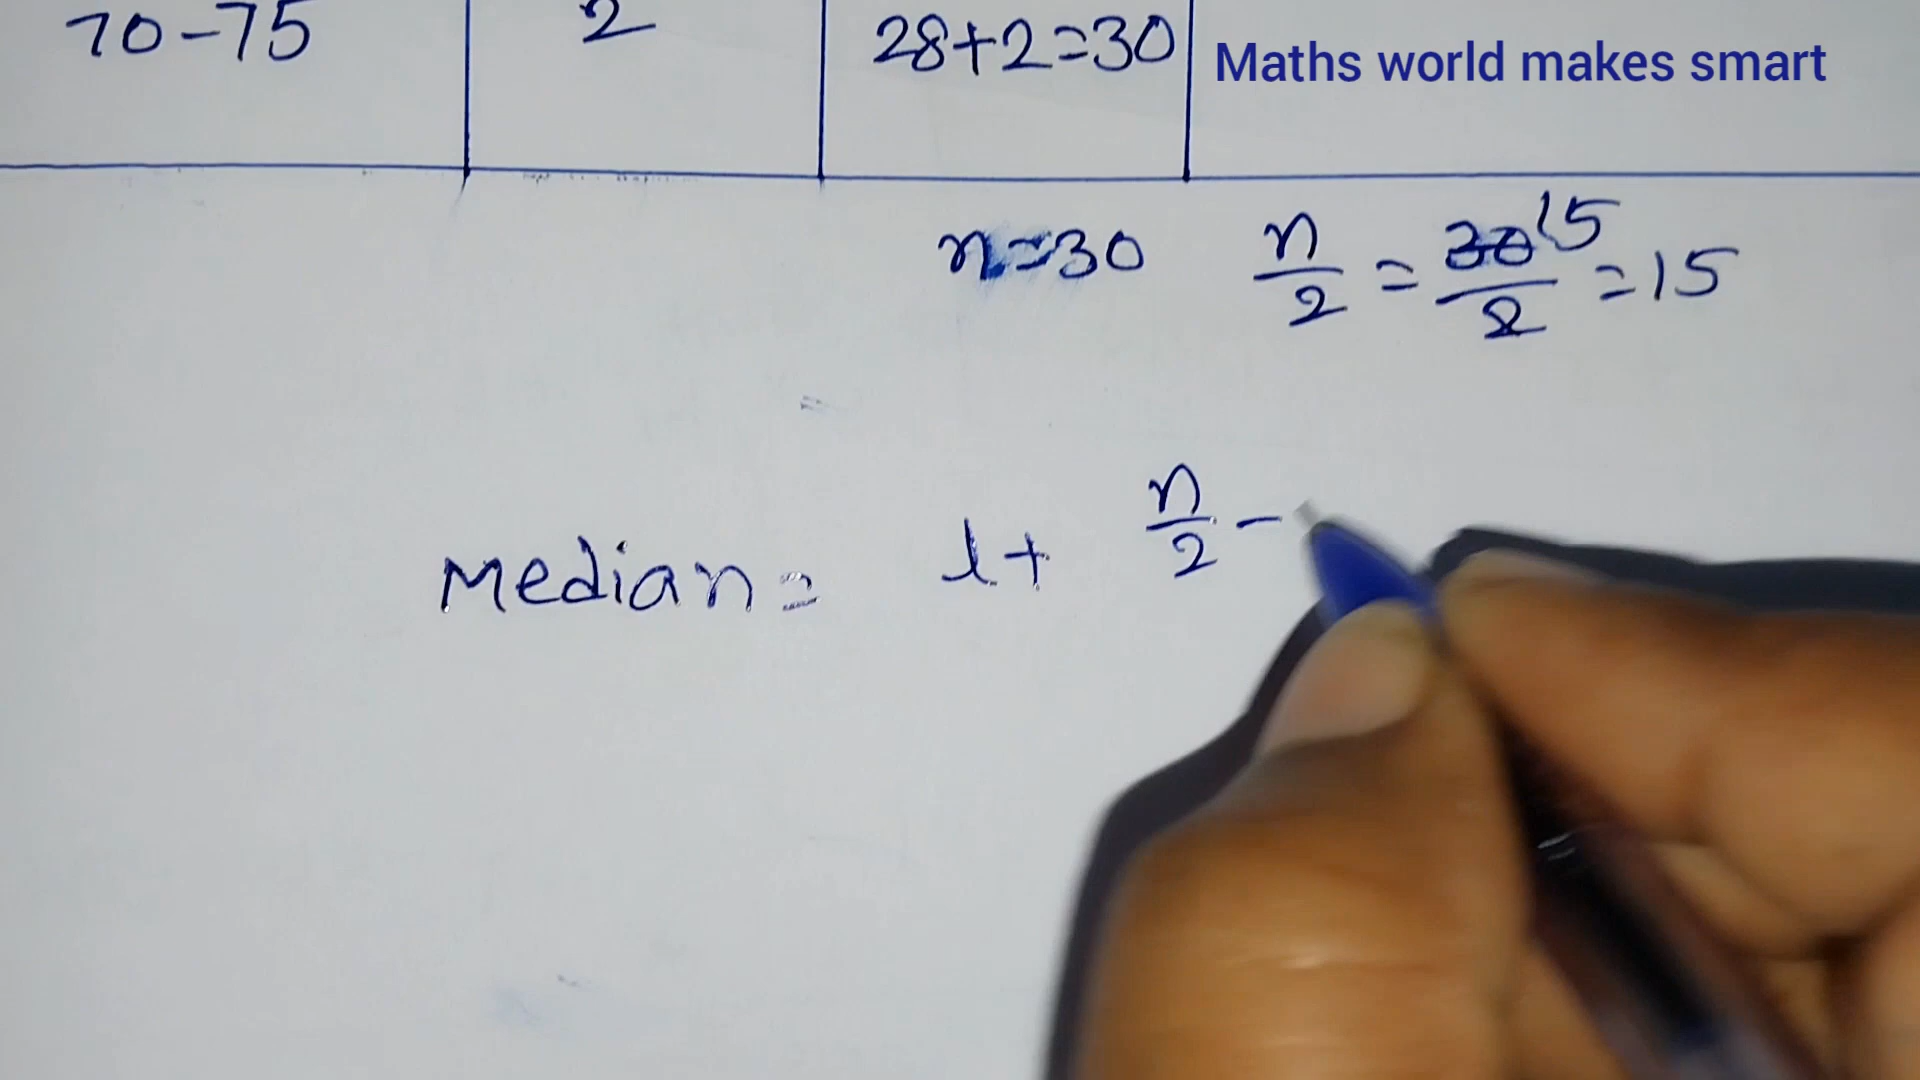 70-75 2 28+2=30 Maths world makes smart
n=30 n/2 = 30 15/2 = 15
Median = l+ n/2 -